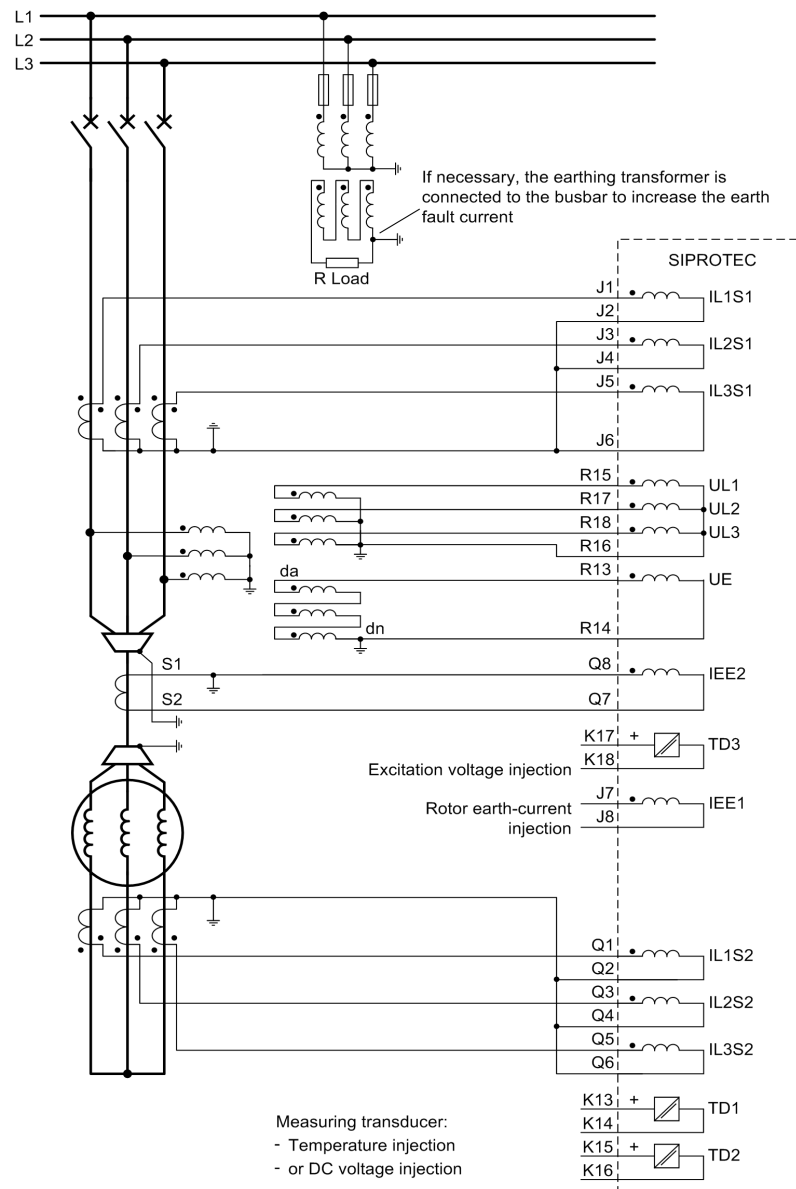 L1
L2
L3
If necessary, the earthing transformer is
connected to the busbar to increase the earth
fault current
R Load
SIPROTEC
J1
IL1S1
J2
J3
IL2S1
J4
J5
IL3S1
J6
R15
UL1
R17
UL2
R18
UL3
R16
da
R13
UE
dn
R14
S1
Q8
IEE2
S2
Q7
K17
+
TD3
K18
Excitation voltage injection
J7
IEE1
Rotor earth-current
injection
J8
Q1
IL1S2
Q2
Q3
IL2S2
Q4
Q5
IL3S2
Q6
K13
+
TD1
K14
Measuring transducer:
- Temperature injection
- or DC voltage injection
K15
+
TD2
K16